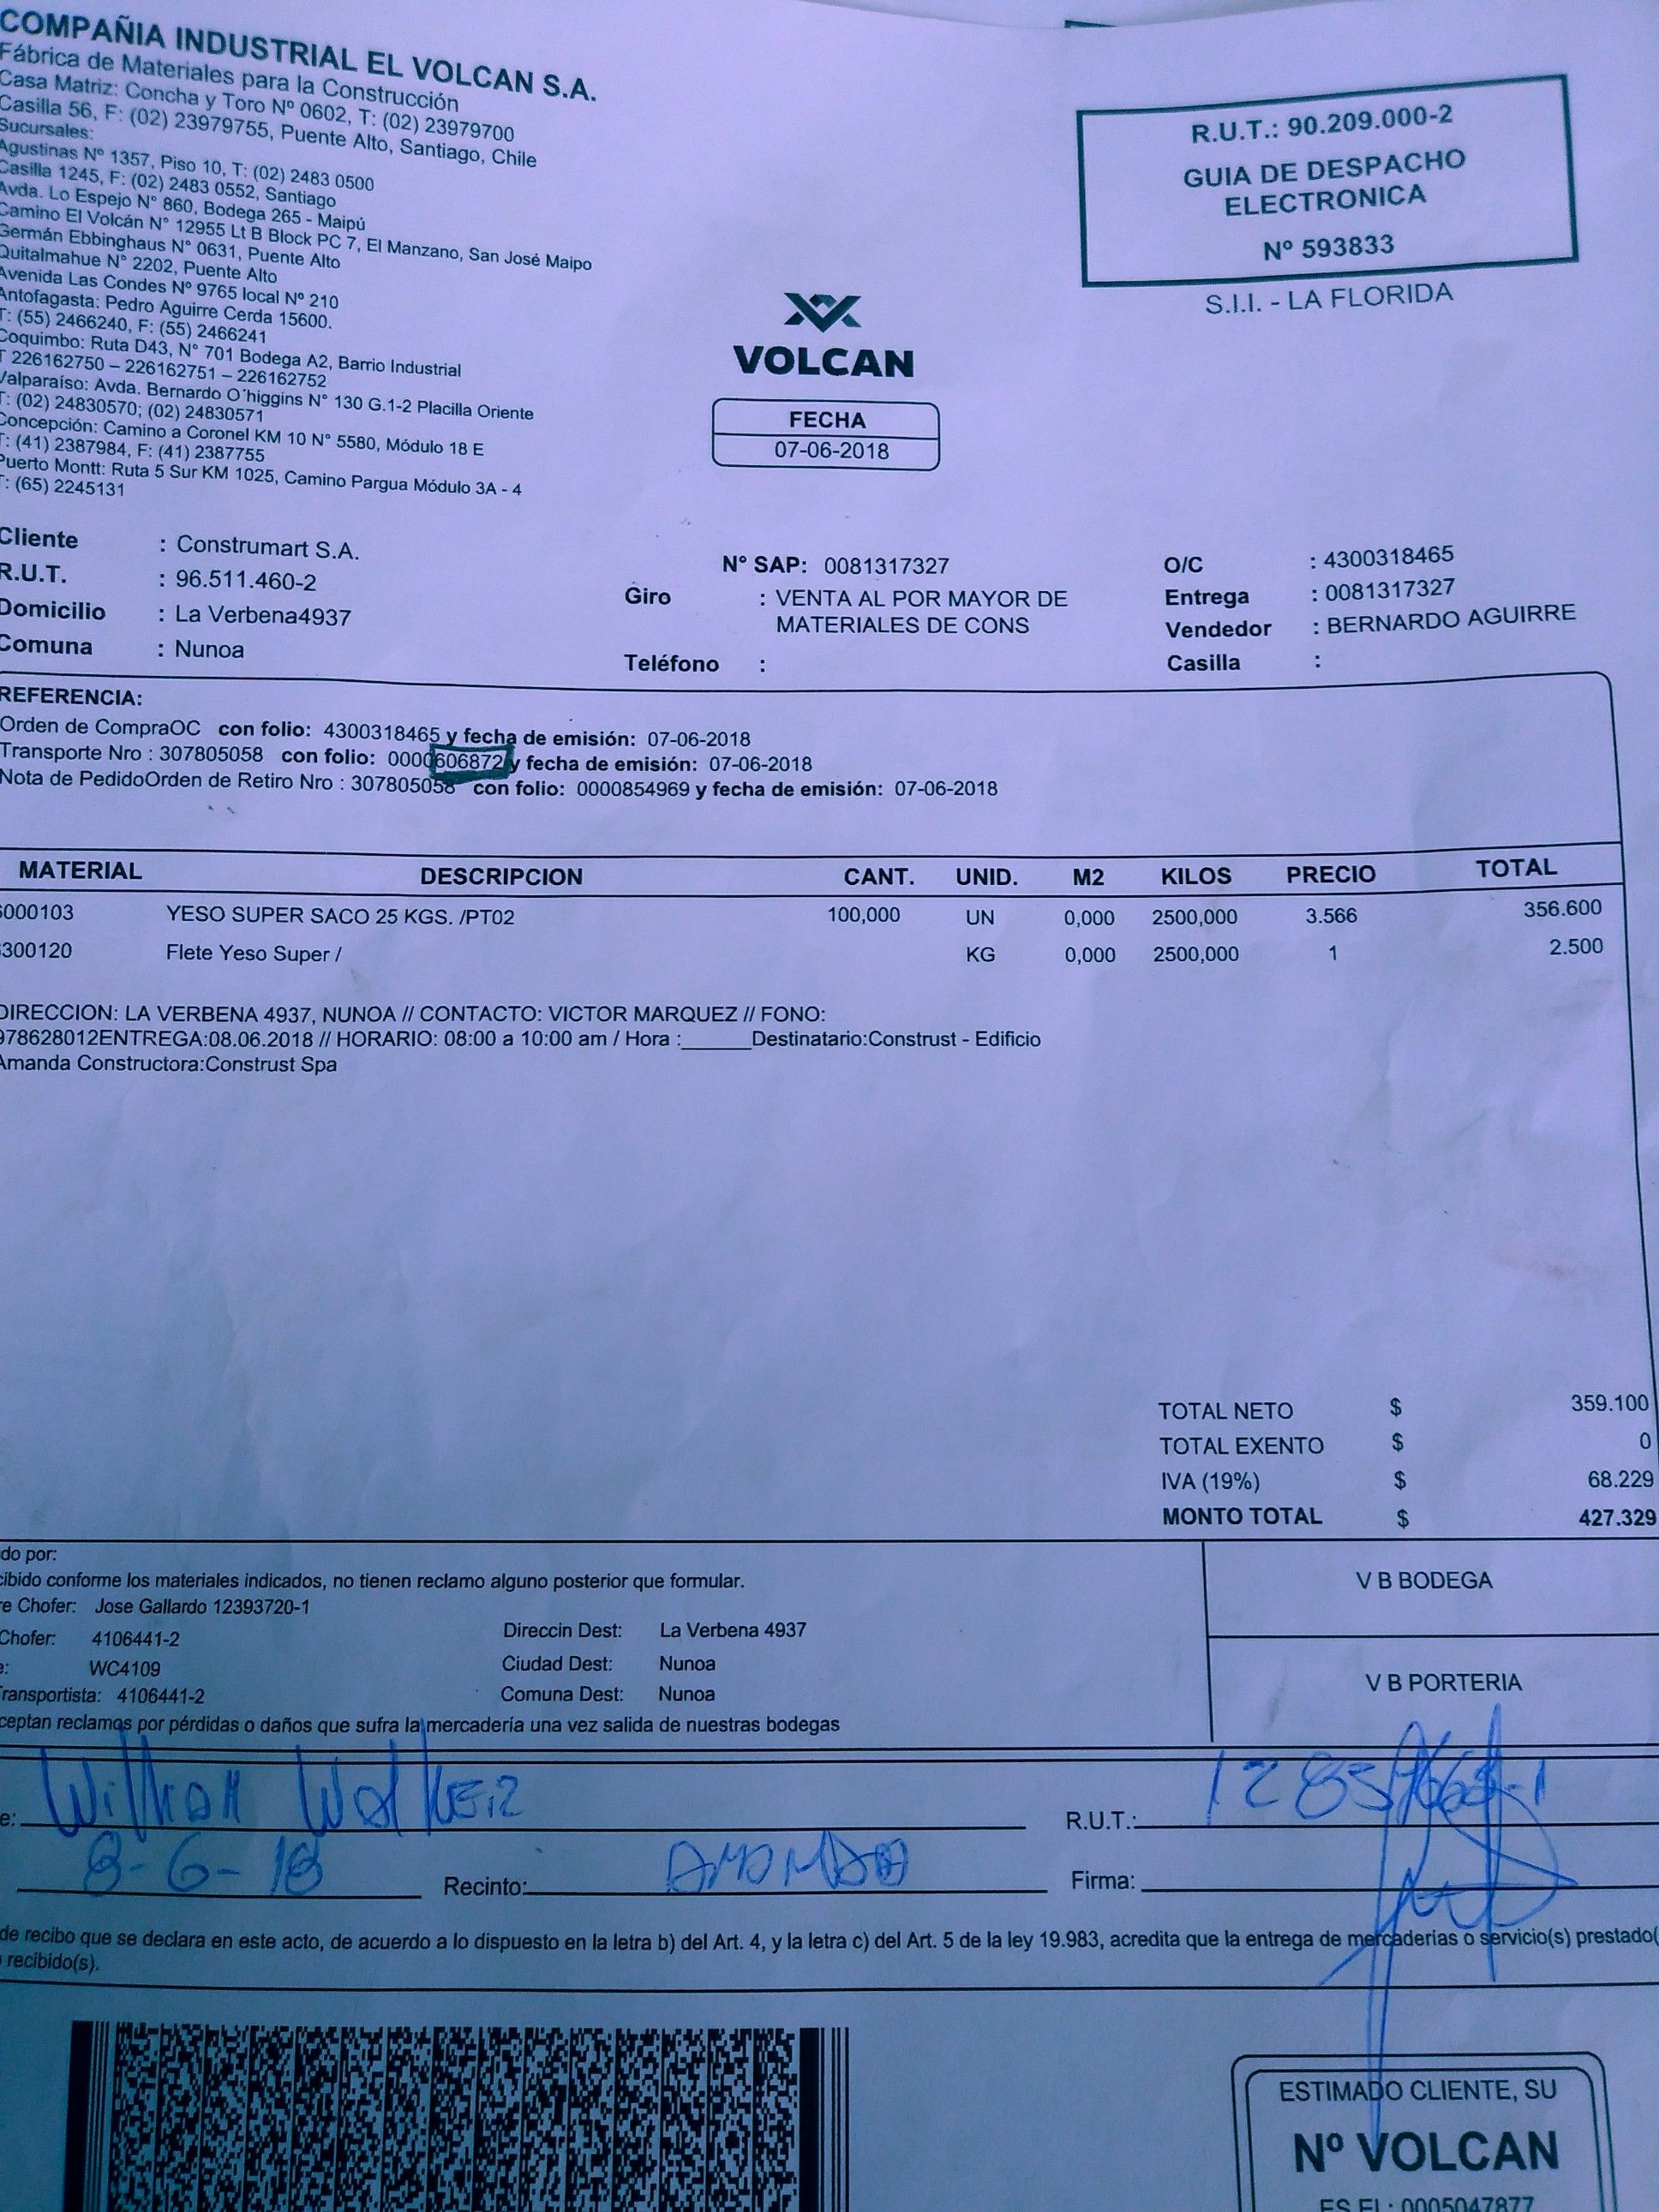 COMPAÑIA INDUSTRIAL EL VOLCAN S.A.
Fábrica de Materiales para la Construcción
Casa Matriz: Concha y Toro Nº 0602, T: (02) 23979700
Casilla 56, F: (02) 23979755, Puente Alto, Santiago, Chile
Sucursales:
Agustinas Nº 1357, Piso 10, T: (02) 2483 0500
Casilla 1245, F: (02) 2483 0552, Santiago
Avda. Lo Espejo N° 860, Bodega 265 - Maipú
Camino El Volcán N° 12955 Lt B Block PC 7, El Manzano, San José Maipo
Germán Ebbinghaus N° 0631, Puente Alto
Quitalmahue N° 2202, Puente Alto
Avenida Las Condes Nº 9765 local Nº 210
Antofagasta: Pedro Aguirre Cerda 15600.
T: (55) 2466240, F: (55) 2466241
Coquimbo: Ruta D43, N° 701 Bodega A2, Barrio Industrial
T 226162750 – 226162751 – 226162752
Valparaíso: Avda. Bernardo O´higgins N° 130 G.1-2 Placilla Oriente
T: (02) 24830570; (02) 24830571
Concepción: Camino a Coronel KM 10 N° 5580, Módulo 18 E
T: (41) 2387984, F: (41) 2387755
Puerto Montt: Ruta 5 Sur KM 1025, Camino Pargua Módulo 3A - 4
T: (65) 2245131
R.U.T.: 90.209.000-2
GUIA DE DESPACHO
ELECTRONICA
Nº 593833
S.I.I. - LA FLORIDA
VOLCAN
FECHA
07-06-2018
Cliente : Construmart S.A.
R.U.T. : 96.511.460-2
Domicilio : La Verbena4937
Comuna : Nunoa
Nº SAP: 0081317327
Giro : VENTA AL POR MAYOR DE
MATERIALES DE CONS
Teléfono :
O/C : 4300318465
Entrega : 0081317327
Vendedor : BERNARDO AGUIRRE
Casilla :
REFERENCIA:
Orden de CompraOC con folio: 4300318465 y fecha de emisión: 07-06-2018
Transporte Nro : 307805058 con folio: 0000606872 y fecha de emisión: 07-06-2018
Nota de PedidoOrden de Retiro Nro : 307805058 con folio: 0000854969 y fecha de emisión: 07-06-2018
MATERIAL DESCRIPCION CANT. UNID. M2 KILOS PRECIO TOTAL
000103 YESO SUPER SACO 25 KGS. /PT02 100,000 UN 0,000 2500,000 3.566 356.600
300120 Flete Yeso Super / KG 0,000 2500,000 1 2.500
DIRECCION: LA VERBENA 4937, NUNOA // CONTACTO: VICTOR MARQUEZ // FONO:
978628012ENTREGA:08.06.2018 // HORARIO: 08:00 a 10:00 am / Hora :______Destinatario:Construst - Edificio
Amanda Constructora:Construst Spa
TOTAL NETO $ 359.100
TOTAL EXENTO $ 0
IVA (19%) $ 68.229
MONTO TOTAL $ 427.329
do por:
cibido conforme los materiales indicados, no tienen reclamo alguno posterior que formular.
re Chofer: Jose Gallardo 12393720-1
Chofer: 4106441-2
e: WC4109
Transportista: 4106441-2
Direccin Dest: La Verbena 4937
Ciudad Dest: Nunoa
Comuna Dest: Nunoa
ceptan reclamos por pérdidas o daños que sufra la mercadería una vez salida de nuestras bodegas
V B BODEGA
V B PORTERIA
e: William Walker R.U.T.:
8-6-18 Recinto: AMANDA Firma:
de recibo que se declara en este acto, de acuerdo a lo dispuesto en la letra b) del Art. 4, y la letra c) del Art. 5 de la ley 19.983, acredita que la entrega de mercaderias o servicio(s) prestado(
recibido(s).
ESTIMADO CLIENTE, SU
Nº VOLCAN
ES EL: 0005047877